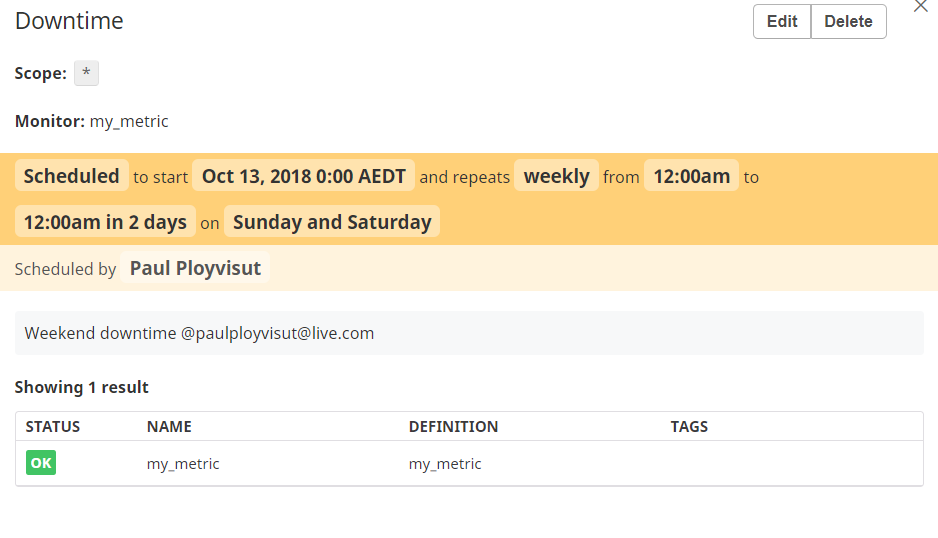 Downtime
Edit Delete
Scope: *
Monitor: my_metric
Scheduled to start Oct 13, 2018 0:00 AEDT and repeats weekly from 12:00am to
12:00am in 2 days on Sunday and Saturday
Scheduled by Paul Ployvisut
Weekend downtime @paulployvisut@live.com
Showing 1 result
STATUS NAME DEFINITION TAGS
OK my_metric my_metric